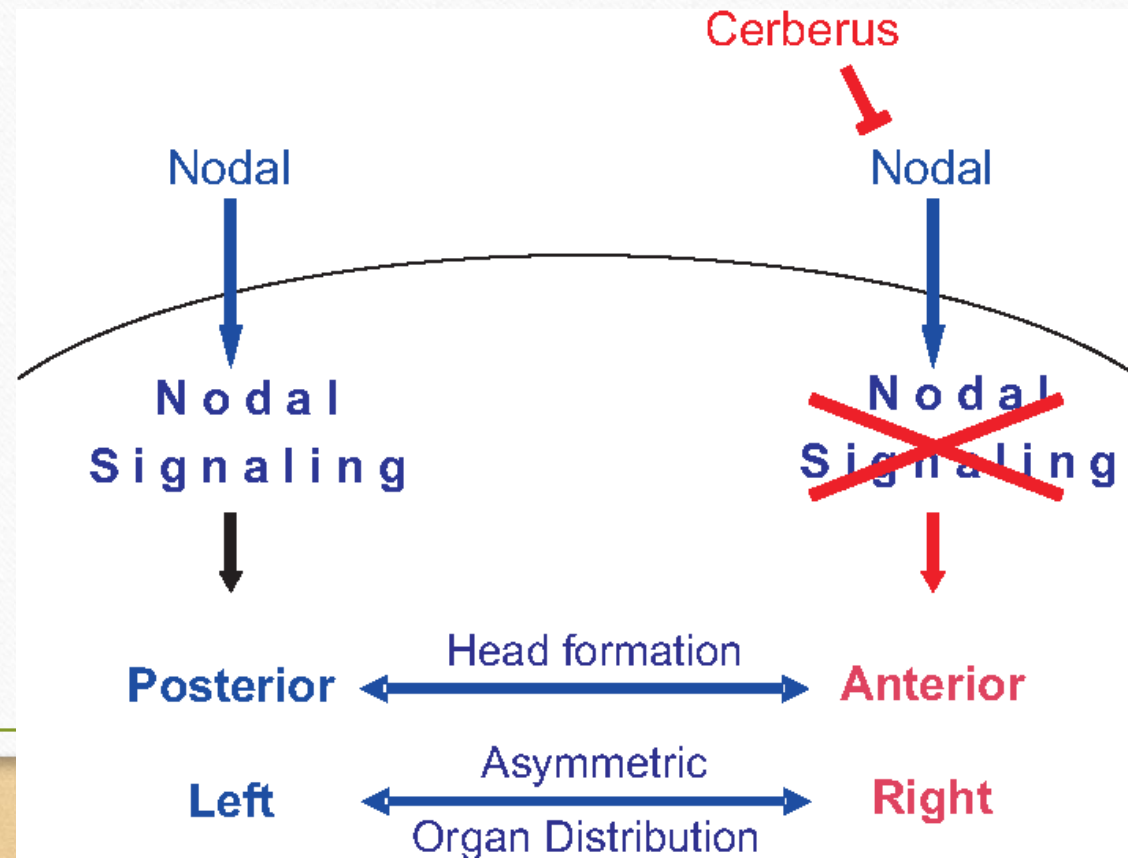 Cerberus
Nodal
Nodal
Nodal
Signaling
Nodal
Signaling
Head formation
Posterior
Anterior
Asymmetric
Left
Right
Organ Distribution